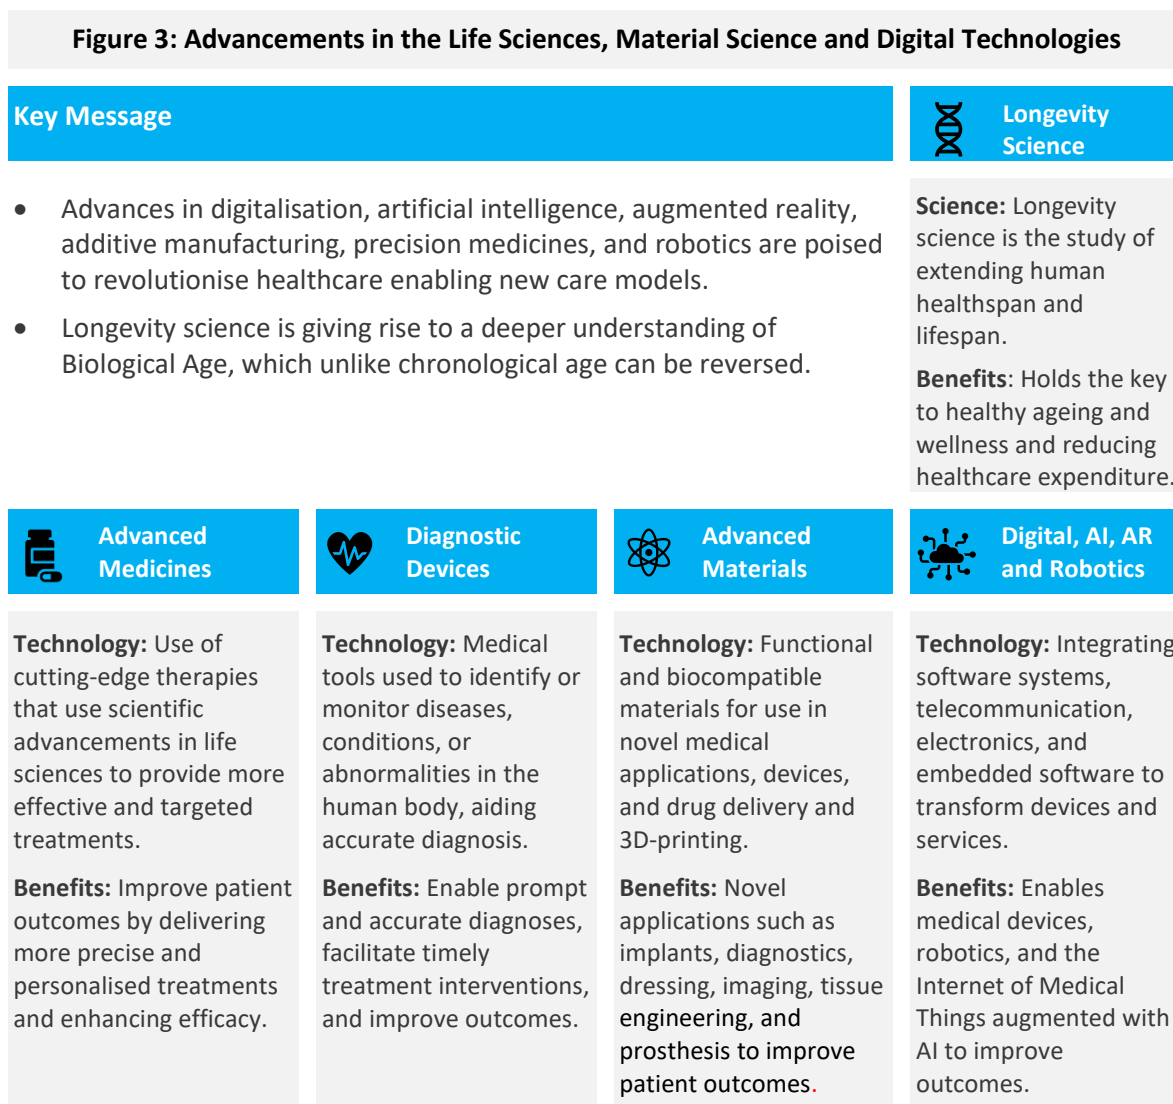 Figure 3: Advancements in the Life Sciences, Material Science and Digital Technologies
Key Message
• Advances in digitalisation, artificial intelligence, augmented reality,
additive manufacturing, precision medicines, and robotics are poised
to revolutionise healthcare enabling new care models.
• Longevity science is giving rise to a deeper understanding of
Biological Age, which unlike chronological age can be reversed.
Longevity
Science
Science: Longevity
science is the study of
extending human
healthspan and
lifespan.
Benefits: Holds the key
to healthy ageing and
wellness and reducing
healthcare expenditure.
Advanced
Medicines
Technology: Use of
cutting-edge therapies
that use scientific
advancements in life
sciences to provide more
effective and targeted
treatments.
Benefits: Improve patient
outcomes by delivering
more precise and
personalised treatments
and enhancing efficacy.
Diagnostic
Devices
Technology: Medical
tools used to identify or
monitor diseases,
conditions, or
abnormalities in the
human body, aiding
accurate diagnosis.
Benefits: Enable prompt
and accurate diagnoses,
facilitate timely
treatment interventions,
and improve outcomes.
Advanced
Materials
Technology: Functional
and biocompatible
materials for use in
novel medical
applications, devices,
and drug delivery and
3D-printing.
Benefits: Novel
applications such as
implants, diagnostics,
dressing, imaging, tissue
engineering, and
prosthesis to improve
patient outcomes.
Digital, AI, AR
and Robotics
Technology: Integrating
software systems,
telecommunication,
electronics, and
embedded software to
transform devices and
services.
Benefits: Enables
medical devices,
robotics, and the
Internet of Medical
Things augmented with
AI to improve
outcomes.